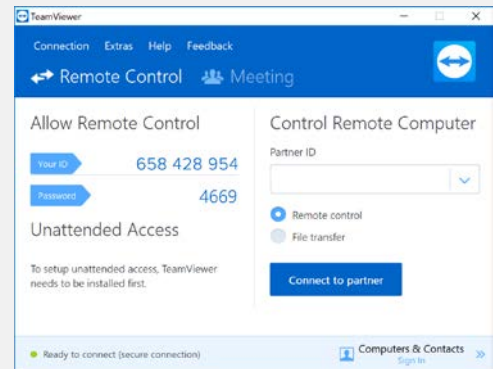 TeamViewer
Connection Extras Help Feedback
Remote Control Meeting
Allow Remote Control
Your ID 658 428 954
Password 4669
Unattended Access
To setup unattended access, TeamViewer
needs to be installed first.
Control Remote Computer
Partner ID
Remote control
File transfer
Connect to partner
Ready to connect (secure connection)
Computers & Contacts
Sign In